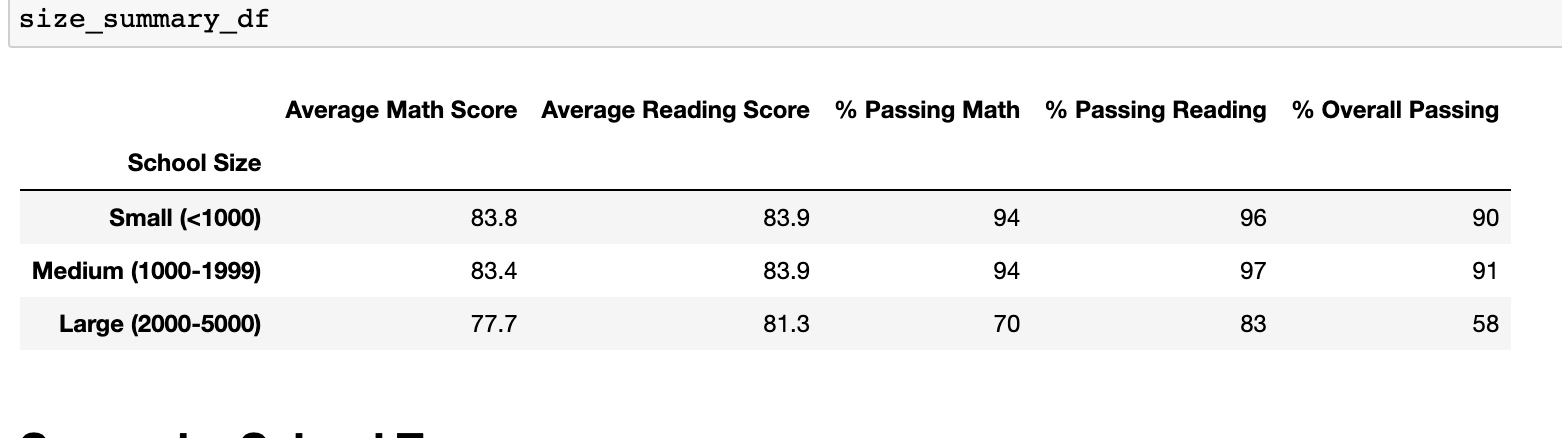 size_summary_df
Average Math Score Average Reading Score % Passing Math % Passing Reading % Overall Passing
School Size
Small (<1000) 83.8 83.9 94 96 90
Medium (1000-1999) 83.4 83.9 94 97 91
Large (2000-5000) 77.7 81.3 70 83 58